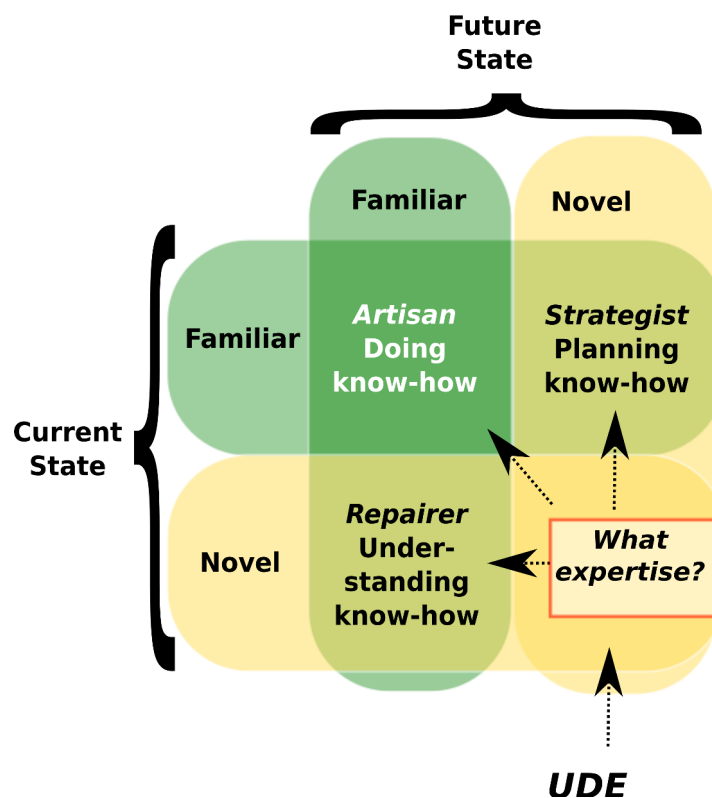 Future
State
Familiar
Novel
Familiar
Artisan
Doing
know-how
Strategist
Planning
know-how
Current
State
Novel
Repairer
Under-
standing
know-how
What
expertise?
UDE